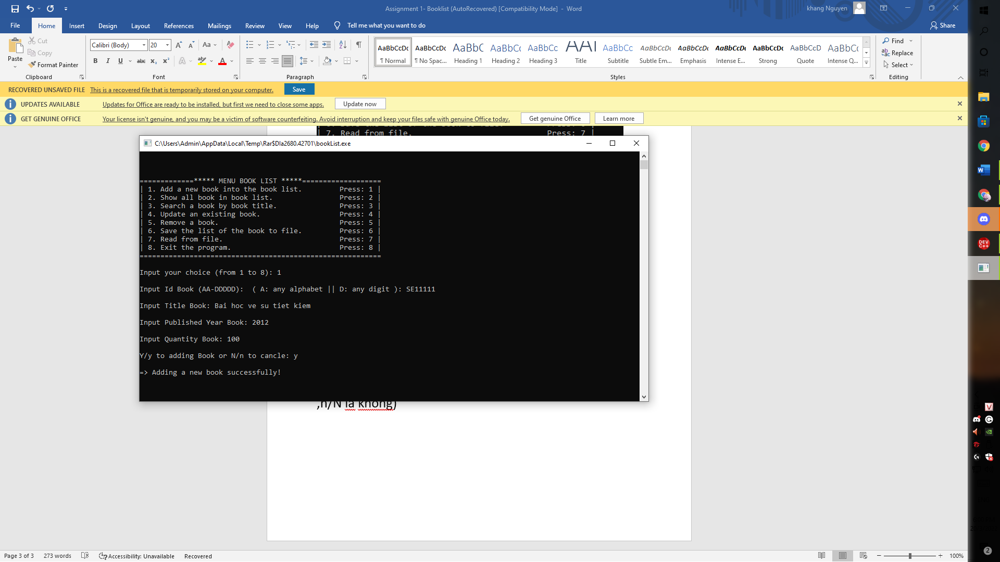 Assignment 1- Booklist (AutoRecovered) [Compatibility Mode] - Word
khang Nguyen
File Home Insert Design Layout References Mailings Review View Help Tell me what you want to do
Share
Paste
Cut
Copy
Format Painter
Clipboard
Calibri (Body) 20
Font
Paragraph
AaBbCcDc ¶ Normal
AaBbCcDc ¶ No Spac...
AaBbC Heading 1
AaBbCc Heading 2
AaBbCc Heading 3
AaI Title
AaBbCc Subtitle
AaBbCcDc Subtle Em...
AaBbCcDc Emphasis
AaBbCcDc Intense E...
AaBbCcDc Strong
AaBbCcD Quote
AaBbCc Intense Q...
Styles
Find
Replace
Select
Editing
RECOVERED UNSAVED FILE This is a recovered file that is temporarily stored on your computer. Save
UPDATES AVAILABLE Updates for Office are ready to be installed, but first we need to close some apps. Update now
GET GENUINE OFFICE Your license isn't genuine, and you may be a victim of software counterfeiting. Avoid interruption and keep your files safe with genuine Office today. Get genuine Office Learn more
| 7. Read from file. Press: 7 |
C:\Users\Admin\AppData\Local\Temp\Rar$DIa2680.42701\bookList.exe
=============***** MENU BOOK LIST *****===================
| 1. Add a new book into the book list. Press: 1 |
| 2. Show all book in book list. Press: 2 |
| 3. Search a book by book title. Press: 3 |
| 4. Update an existing book. Press: 4 |
| 5. Remove a book. Press: 5 |
| 6. Save the list of the book to file. Press: 6 |
| 7. Read from file. Press: 7 |
| 8. Exit the program. Press: 8 |
==========================================================
Input your choice (from 1 to 8): 1
Input Id Book (AA-DDDDD): ( A: any alphabet || D: any digit ): SE11111
Input Title Book: Bai hoc ve su tiet kiem
Input Published Year Book: 2012
Input Quantity Book: 100
Y/y to adding Book or N/n to cancle: y
=> Adding a new book successfully!
,n/N là không)
Page 3 of 3 273 words Accessibility: Unavailable Recovered
100%
2